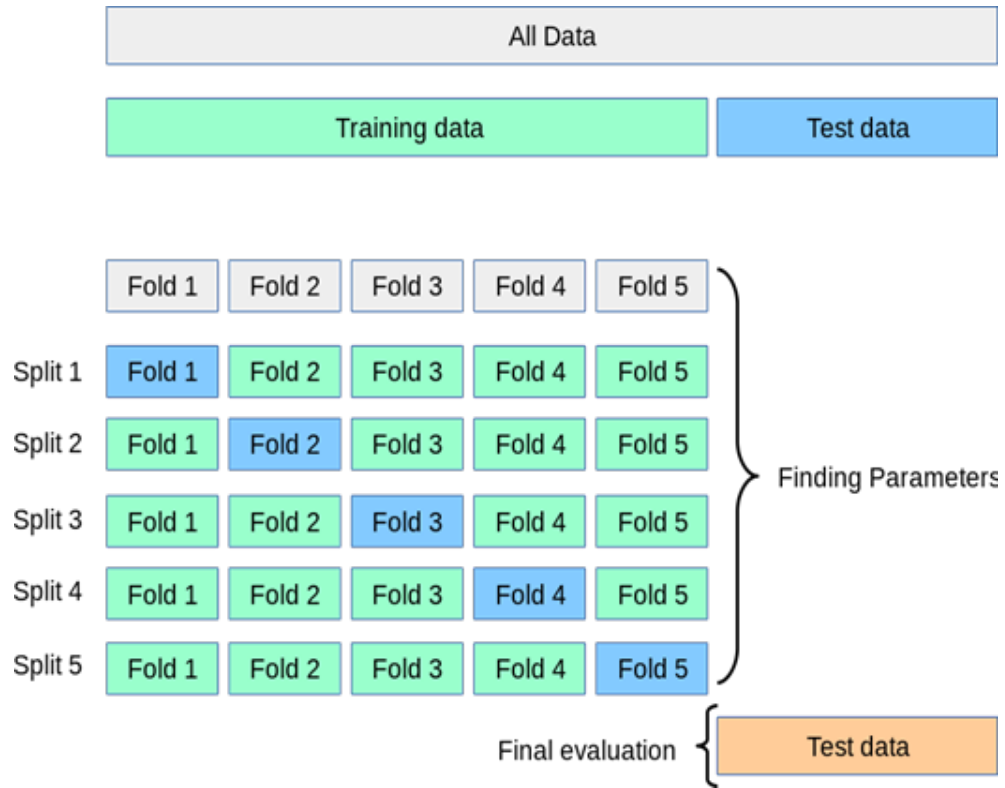 All Data
Training data Test data
Fold 1 Fold 2 Fold 3 Fold 4 Fold 5
Split 1 Fold 1 Fold 2 Fold 3 Fold 4 Fold 5
Split 2 Fold 1 Fold 2 Fold 3 Fold 4 Fold 5
Finding Parameters
Split 3 Fold 1 Fold 2 Fold 3 Fold 4 Fold 5
Split 4 Fold 1 Fold 2 Fold 3 Fold 4 Fold 5
Split 5 Fold 1 Fold 2 Fold 3 Fold 4 Fold 5
Final evaluation Test data